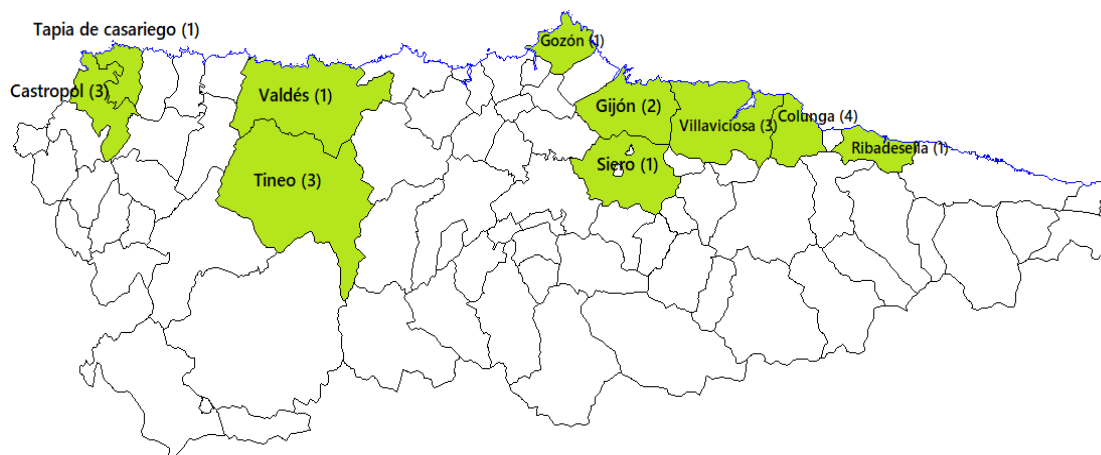 Tapia de casariego (1)
Gozón (1)
Castropol (3)
Valdés (1)
Gijón (2)
Villaviciosa (3)
Colunga (4)
Ribadesella (1)
Siero (1)
Tineo (3)